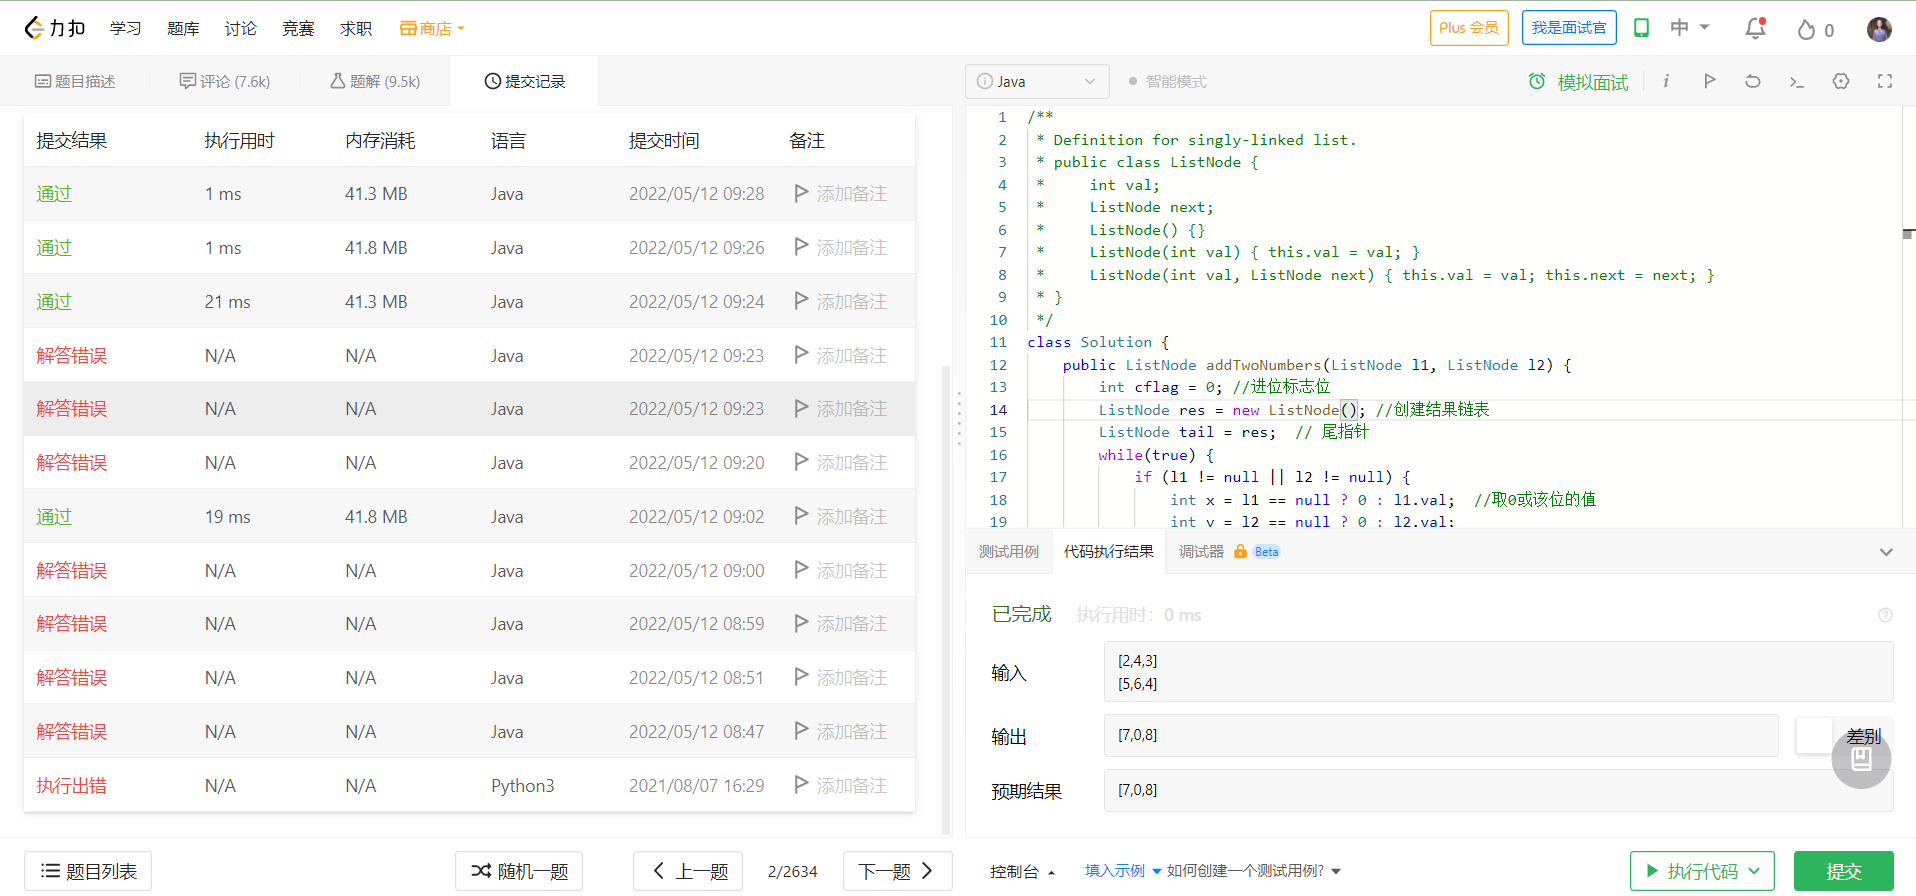 力扣 学习 题库 讨论 竞赛 求职 商店 Plus 会员 我是面试官 中 0
题目描述 评论 (7.6k) 题解 (9.5k) 提交记录
提交结果 执行用时 内存消耗 语言 提交时间 备注
通过 1 ms 41.3 MB Java 2022/05/12 09:28 添加备注
通过 1 ms 41.8 MB Java 2022/05/12 09:26 添加备注
通过 21 ms 41.3 MB Java 2022/05/12 09:24 添加备注
解答错误 N/A N/A Java 2022/05/12 09:23 添加备注
解答错误 N/A N/A Java 2022/05/12 09:23 添加备注
解答错误 N/A N/A Java 2022/05/12 09:20 添加备注
通过 19 ms 41.8 MB Java 2022/05/12 09:02 添加备注
解答错误 N/A N/A Java 2022/05/12 09:00 添加备注
解答错误 N/A N/A Java 2022/05/12 08:59 添加备注
解答错误 N/A N/A Java 2022/05/12 08:51 添加备注
解答错误 N/A N/A Java 2022/05/12 08:47 添加备注
执行出错 N/A N/A Python3 2021/08/07 16:29 添加备注
题目列表 随机一题 上一题 2/2634 下一题
Java 智能模式 模拟面试
1 /**
2 * Definition for singly-linked list.
3 * public class ListNode {
4 *     int val;
5 *     ListNode next;
6 *     ListNode() {}
7 *     ListNode(int val) { this.val = val; }
8 *     ListNode(int val, ListNode next) { this.val = val; this.next = next; }
9 * }
10 */
11 class Solution {
12     public ListNode addTwoNumbers(ListNode l1, ListNode l2) {
13         int cflag = 0; //进位标志位
14         ListNode res = new ListNode(); //创建结果链表
15         ListNode tail = res;  // 尾指针
16         while(true) {
17             if (l1 != null || l2 != null) {
18                 int x = l1 == null ? 0 : l1.val;  //取0或该位的值
19                 int y = l2 == null ? 0 : l2.val;
测试用例 代码执行结果 调试器 Beta
已完成 执行用时: 0 ms
输入
[2,4,3]
[5,6,4]
输出 [7,0,8] 差别
预期结果 [7,0,8]
控制台 填入示例 如何创建一个测试用例? 执行代码 提交